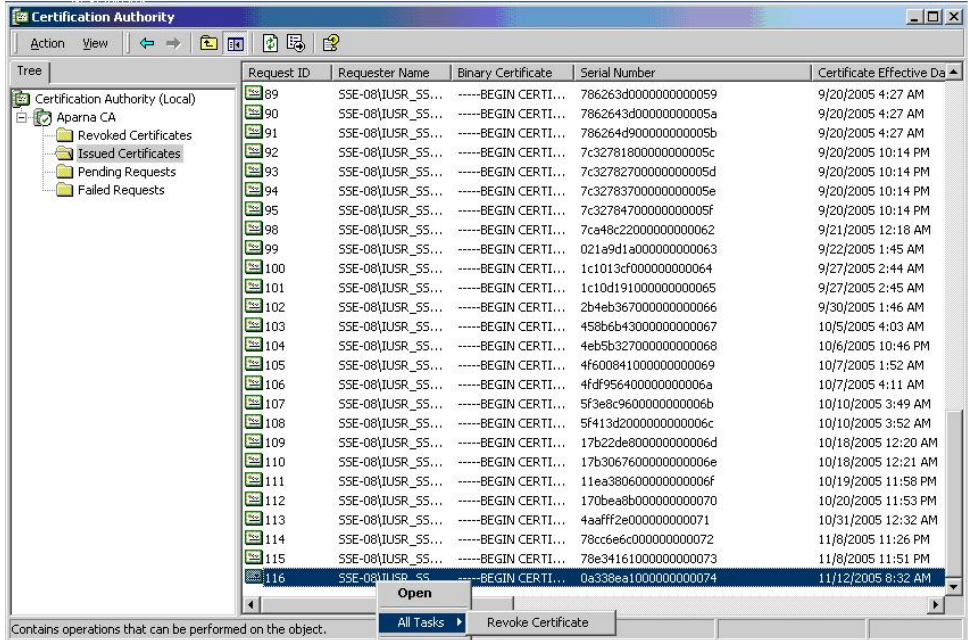 Certification Authority
Action View
Tree
Request ID Requester Name Binary Certificate Serial Number Certificate Effective Da
Certification Authority (Local)
Aparna CA
Revoked Certificates
Issued Certificates
Pending Requests
Failed Requests
89 SSE-08\IUSR_SS... -----BEGIN CERTI... 786263d0000000000059 9/20/2005 4:27 AM
90 SSE-08\IUSR_SS... -----BEGIN CERTI... 7862643d00000000005a 9/20/2005 4:27 AM
91 SSE-08\IUSR_SS... -----BEGIN CERTI... 786264d900000000005b 9/20/2005 4:27 AM
92 SSE-08\IUSR_SS... -----BEGIN CERTI... 7c32781800000000005c 9/20/2005 10:14 PM
93 SSE-08\IUSR_SS... -----BEGIN CERTI... 7c32782700000000005d 9/20/2005 10:14 PM
94 SSE-08\IUSR_SS... -----BEGIN CERTI... 7c32783700000000005e 9/20/2005 10:14 PM
95 SSE-08\IUSR_SS... -----BEGIN CERTI... 7c32784700000000005f 9/20/2005 10:14 PM
98 SSE-08\IUSR_SS... -----BEGIN CERTI... 7ca48c22000000000062 9/21/2005 12:18 AM
99 SSE-08\IUSR_SS... -----BEGIN CERTI... 021a9d1a000000000063 9/22/2005 1:45 AM
100 SSE-08\IUSR_SS... -----BEGIN CERTI... 1c1013cf000000000064 9/27/2005 2:44 AM
101 SSE-08\IUSR_SS... -----BEGIN CERTI... 1c10d191000000000065 9/27/2005 2:45 AM
102 SSE-08\IUSR_SS... -----BEGIN CERTI... 2b4eb367000000000066 9/30/2005 1:46 AM
103 SSE-08\IUSR_SS... -----BEGIN CERTI... 458b6b43000000000067 10/5/2005 4:03 AM
104 SSE-08\IUSR_SS... -----BEGIN CERTI... 4eb5b327000000000068 10/6/2005 10:46 PM
105 SSE-08\IUSR_SS... -----BEGIN CERTI... 4f600841000000000069 10/7/2005 1:52 AM
106 SSE-08\IUSR_SS... -----BEGIN CERTI... 4fdf956400000000006a 10/7/2005 4:11 AM
107 SSE-08\IUSR_SS... -----BEGIN CERTI... 5f3e8c9600000000006b 10/10/2005 3:49 AM
108 SSE-08\IUSR_SS... -----BEGIN CERTI... 5f413d2000000000006c 10/10/2005 3:52 AM
109 SSE-08\IUSR_SS... -----BEGIN CERTI... 17b22de800000000006d 10/18/2005 12:20 AM
110 SSE-08\IUSR_SS... -----BEGIN CERTI... 17b3067600000000006e 10/18/2005 12:21 AM
111 SSE-08\IUSR_SS... -----BEGIN CERTI... 11ea380600000000006f 10/19/2005 11:58 PM
112 SSE-08\IUSR_SS... -----BEGIN CERTI... 170bea8b000000000070 10/20/2005 11:53 PM
113 SSE-08\IUSR_SS... -----BEGIN CERTI... 4aafff2e000000000071 10/31/2005 12:32 AM
114 SSE-08\IUSR_SS... -----BEGIN CERTI... 78cc6e6c000000000072 11/8/2005 11:26 PM
115 SSE-08\IUSR_SS... -----BEGIN CERTI... 78e34161000000000073 11/8/2005 11:51 PM
116 SSE-08\IUSR_SS... -----BEGIN CERTI... 0a338ea1000000000074 11/12/2005 8:32 AM
Open
All Tasks Revoke Certificate
Contains operations that can be performed on the object.